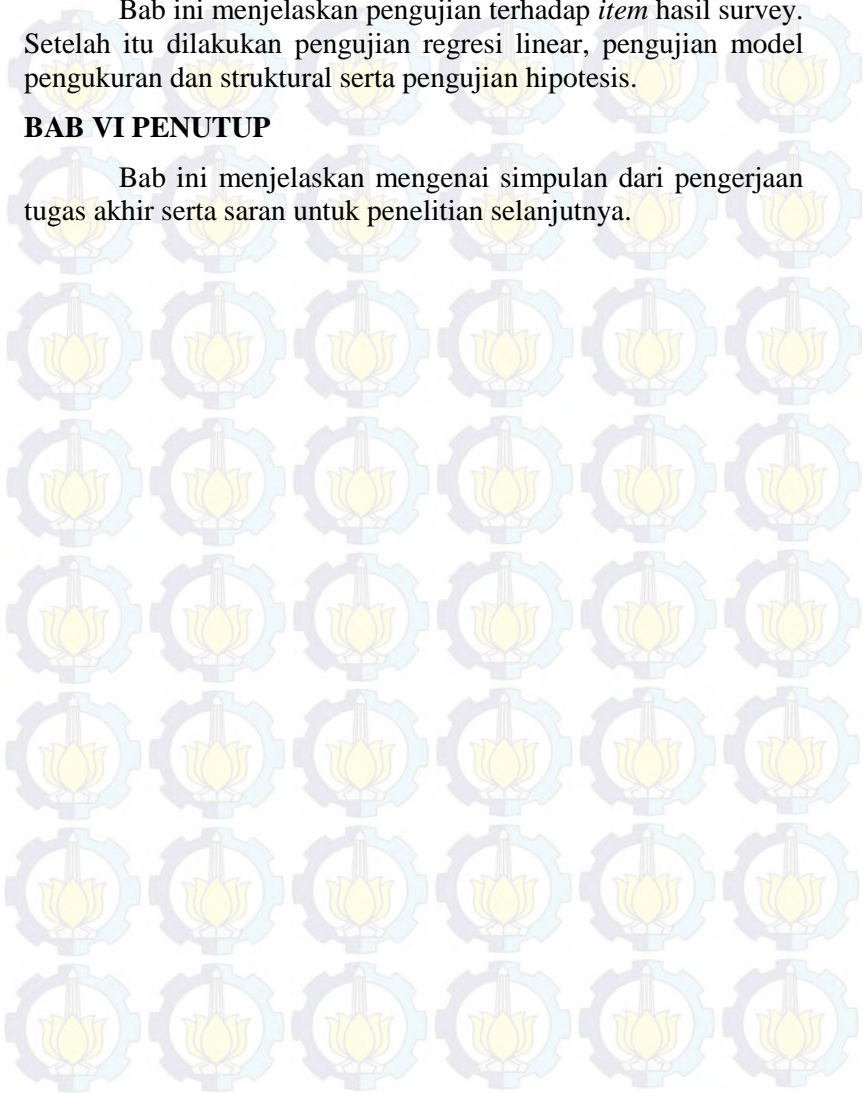 Bab ini menjelaskan pengujian terhadap item hasil survey.
Setelah itu dilakukan pengujian regresi linear, pengujian model
pengukuran dan struktural serta pengujian hipotesis.
BAB VI PENUTUP
Bab ini menjelaskan mengenai simpulan dari pengerjaan
tugas akhir serta saran untuk penelitian selanjutnya.